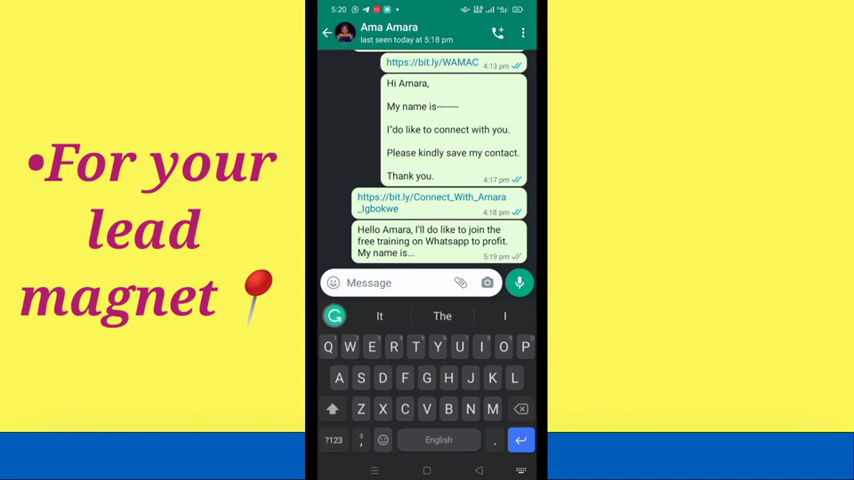 •For your
lead
magnet
5:20
Ama Amara
last seen today at 5:18 pm
https://bit.ly/WAMAC
4:13 pm
Hi Amara,
My name is--------
I"do like to connect with you.
Please kindly save my contact.
Thank you.
4:17 pm
https://bit.ly/Connect_With_Amara
_Igbokwe
4:18 pm
Hello Amara, I'll do like to join the
free training on Whatsapp to profit.
My name is...
5:19 pm
Message
It The I
Q W E R T Y U I O P
A S D F G H J K L
Z X C V B N M
?123 , English .